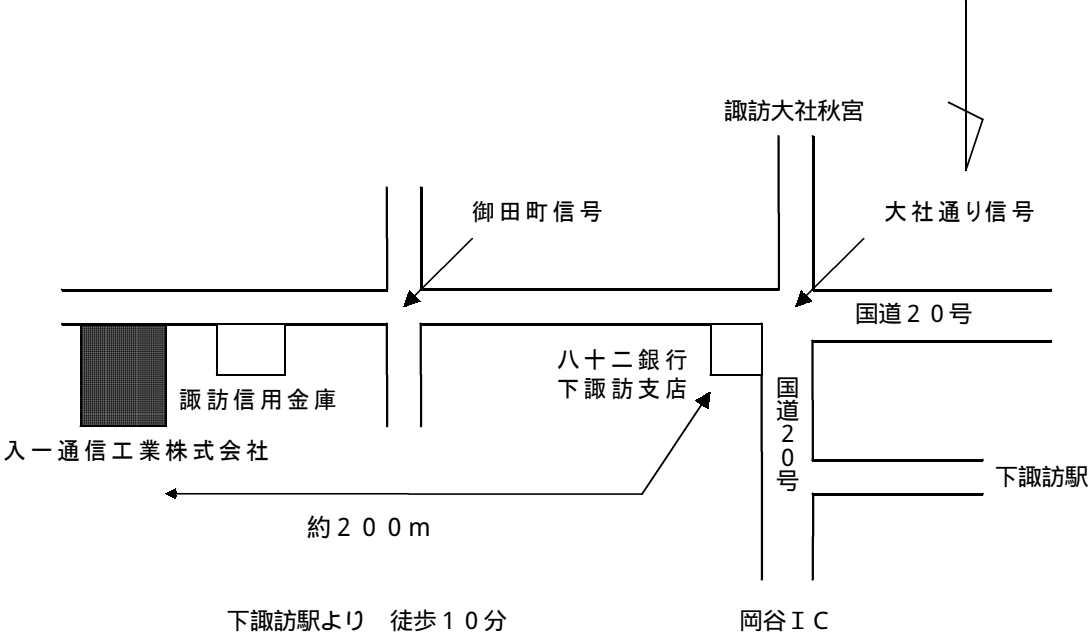 諏訪大社秋宮
御田町信号
大社通り信号
国道２０号
八十二銀行
下諏訪支店
諏訪信用金庫
国道20号
入一通信工業株式会社
下諏訪駅
約２００ｍ
下諏訪駅より　徒歩１０分
岡谷ＩＣ